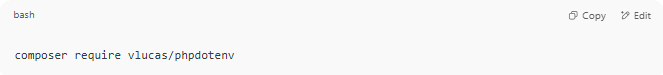 bash
Copy
Edit
composer require vlucas/phpdotenv